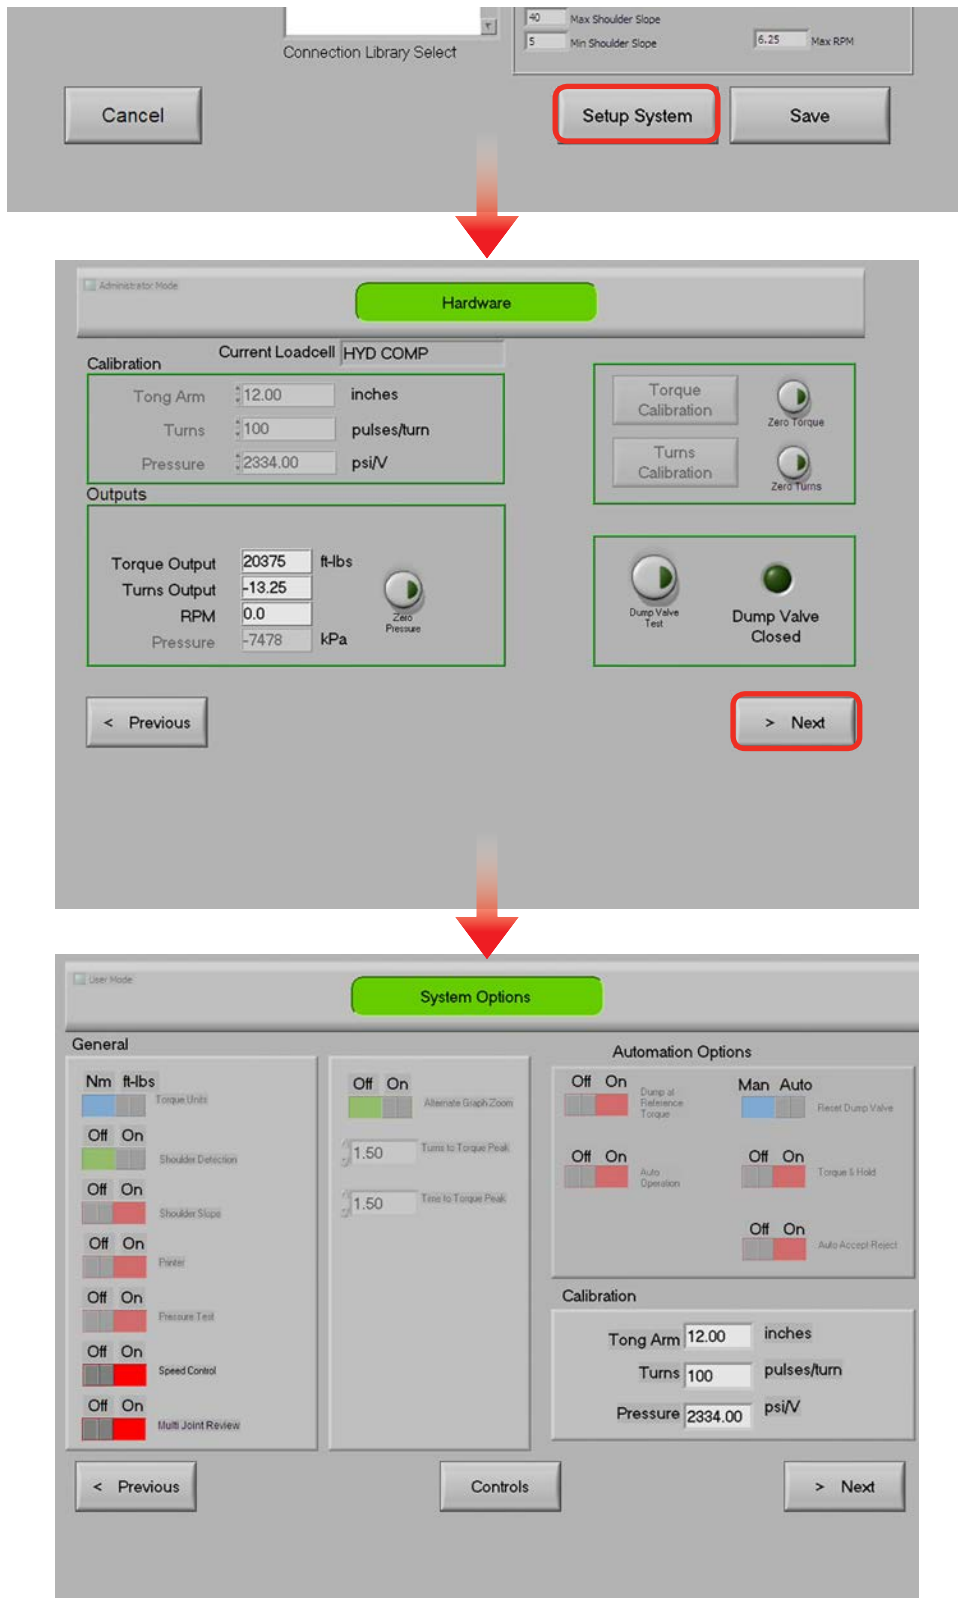 40 Max Shoulder Slope
5 Min Shoulder Slope 6.25 Max RPM
Connection Library Select
Cancel Setup System Save
Administrator Mode
Hardware
Current Loadcell HYD COMP
Calibration
Tong Arm 12.00 inches
Turns 100 pulses/turn
Pressure 2334.00 psi/V
Torque Calibration
Zero Torque
Turns Calibration
Zero Turns
Outputs
Torque Output 20375 ft-lbs
Turns Output -13.25
RPM 0.0
Pressure -7478 kPa
Zero Pressure
Dump Valve Test
Dump Valve Closed
< Previous > Next
User Mode
System Options
General
Nm ft-lbs
Torque Units
Off On
Shoulder Detection
Off On
Shoulder Slope
Off On
Printer
Off On
Pressure Test
Off On
Speed Control
Off On
Multi Joint Review
Off On
Alternate Graph Zoom
1.50 Turns to Torque Peak
1.50 Time to Torque Peak
Automation Options
Off On
Dump at Reference Torque
Man Auto
Reset Dump Valve
Off On
Auto Operation
Off On
Torque & Hold
Off On
Auto Accept Reject
Calibration
Tong Arm 12.00 inches
Turns 100 pulses/turn
Pressure 2334.00 psi/V
< Previous Controls > Next